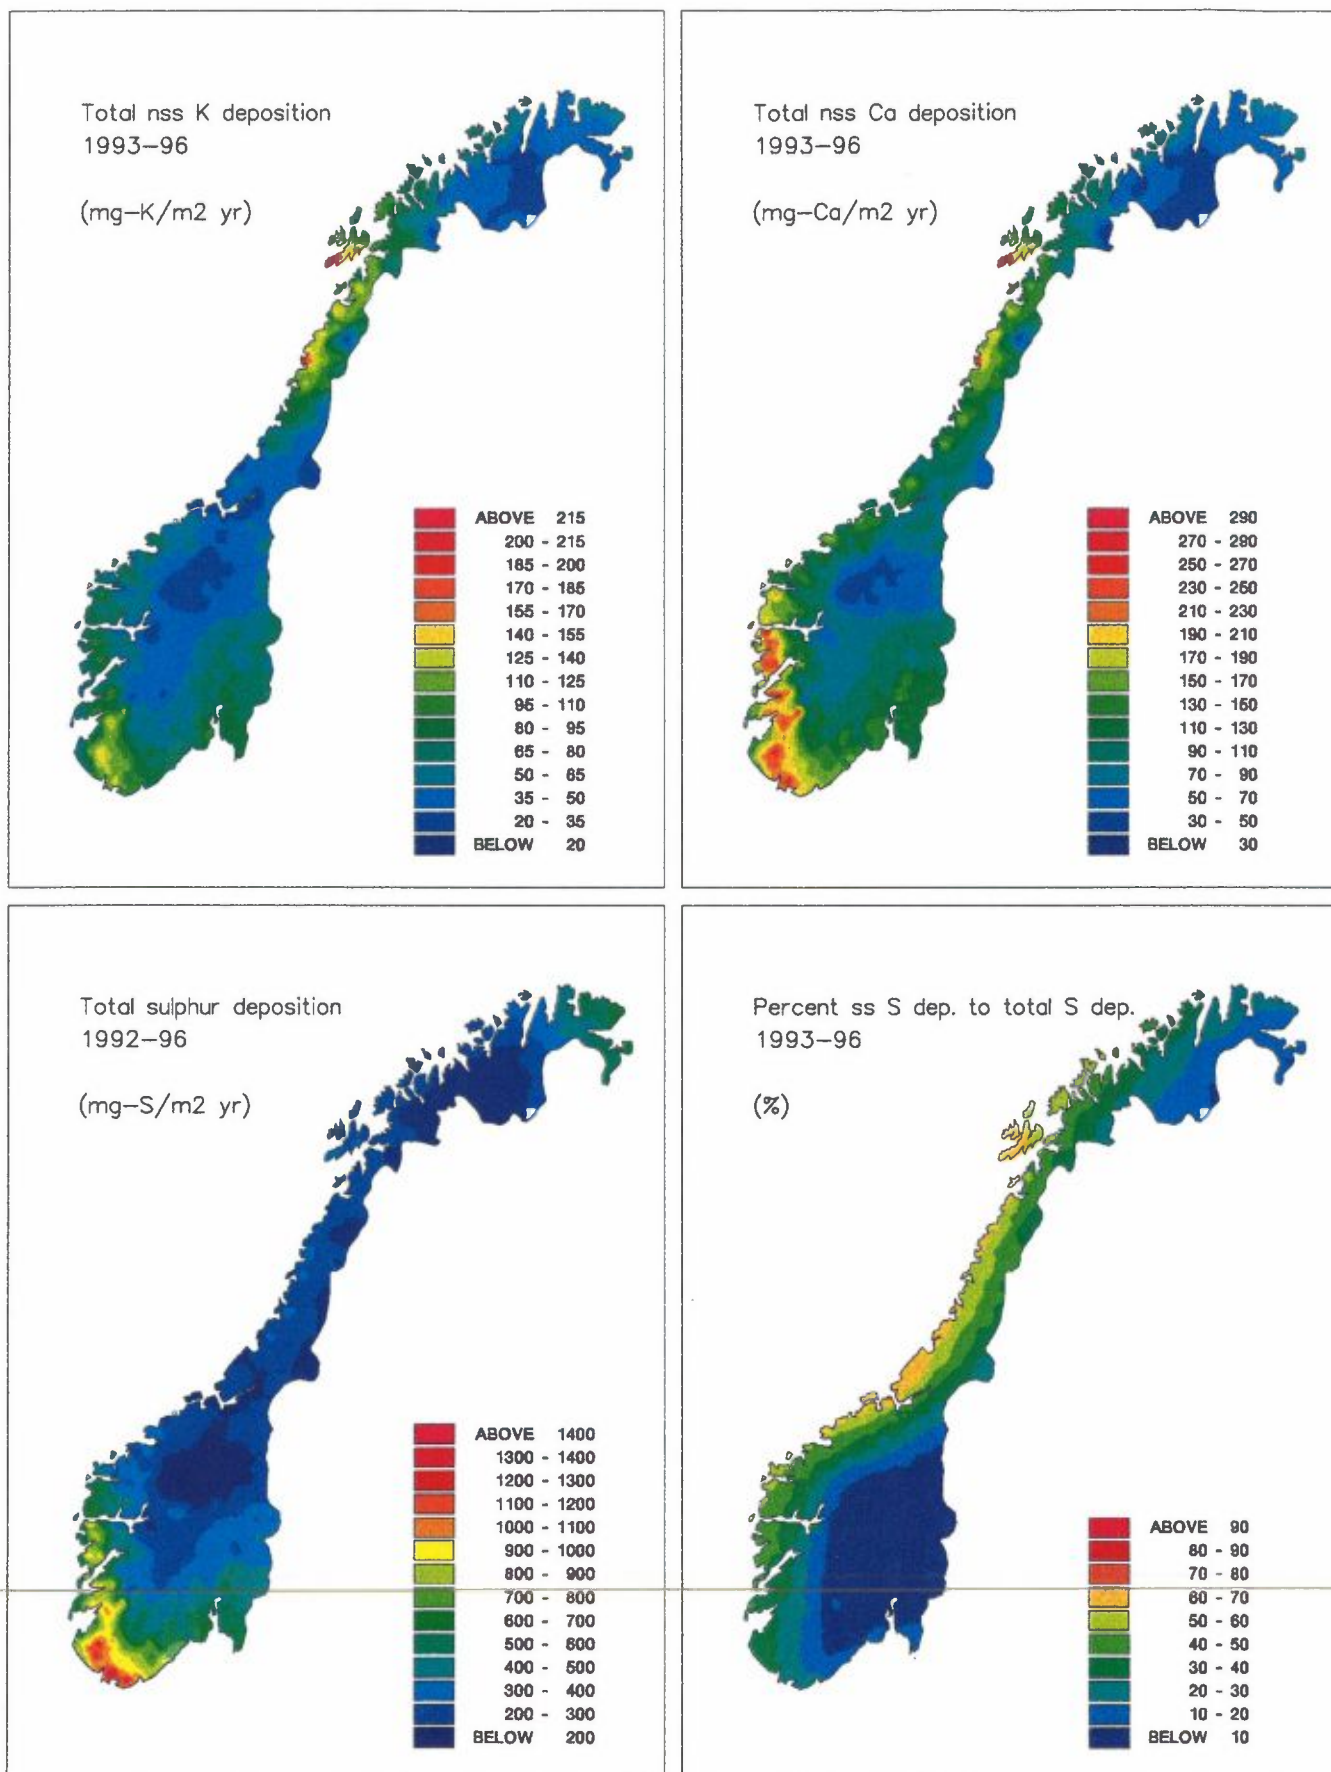 Total nss K deposition
1993–96
(mg–K/m2 yr)
ABOVE 215
200 - 215
185 - 200
170 - 185
155 - 170
140 - 155
125 - 140
110 - 125
95 - 110
80 - 95
65 - 80
50 - 65
35 - 50
20 - 35
BELOW 20
Total nss Ca deposition
1993–96
(mg–Ca/m2 yr)
ABOVE 290
270 - 290
250 - 270
230 - 250
210 - 230
190 - 210
170 - 190
150 - 170
130 - 150
110 - 130
90 - 110
70 - 90
50 - 70
30 - 50
BELOW 30
Total sulphur deposition
1992–96
(mg–S/m2 yr)
ABOVE 1400
1300 - 1400
1200 - 1300
1100 - 1200
1000 - 1100
900 - 1000
800 - 900
700 - 800
600 - 700
500 - 600
400 - 500
300 - 400
200 - 300
BELOW 200
Percent ss S dep. to total S dep.
1993–96
(%)
ABOVE 90
80 - 90
70 - 80
60 - 70
50 - 60
40 - 50
30 - 40
20 - 30
10 - 20
BELOW 10